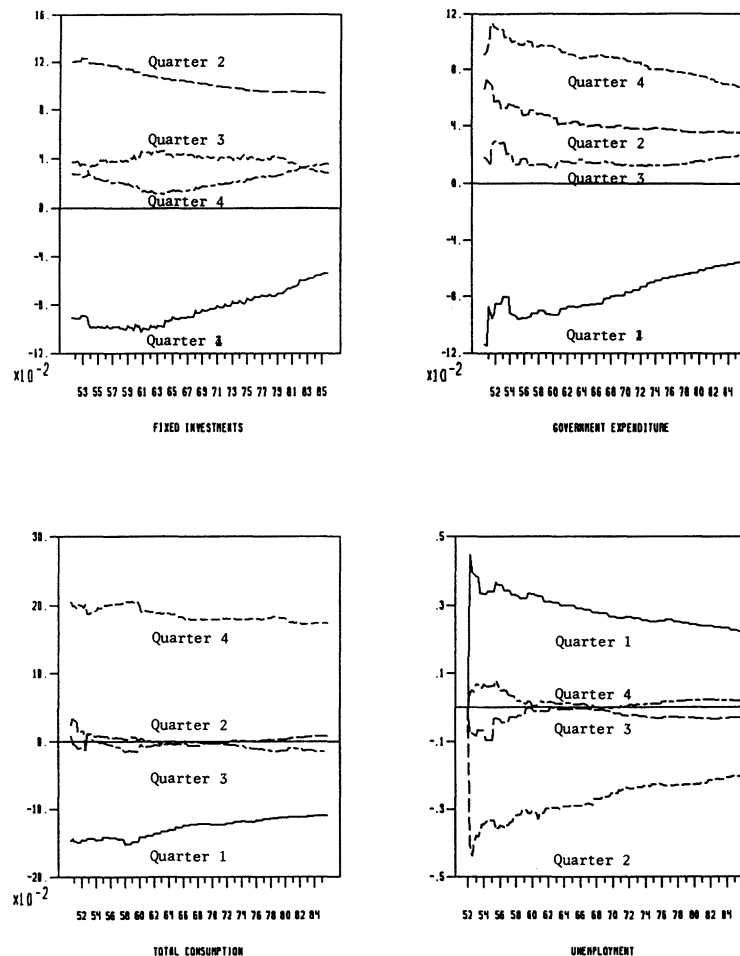 16.
12.
8.
4.
0.
-4.
-8.
-12.
x10^-2
Quarter 2
Quarter 3
Quarter 4
Quarter 1
53 55 57 59 61 63 65 67 69 71 73 75 77 79 81 83 85
FIXED INVESTMENTS
12.
8.
4.
0.
-4.
-8.
-12.
x10^-2
Quarter 4
Quarter 2
Quarter 3
Quarter 1
52 54 56 58 60 62 64 66 68 70 72 74 76 78 80 82 84
GOVERNMENT EXPENDITURE
30.
20.
10.
0.
-10.
-20.
x10^-2
Quarter 4
Quarter 2
Quarter 3
Quarter 1
52 54 56 58 60 62 64 66 68 70 72 74 76 78 80 82 84
TOTAL CONSUMPTION
.5
.3
.1
-.1
-.3
-.5
Quarter 1
Quarter 4
Quarter 3
Quarter 2
52 54 56 58 60 62 64 66 68 70 72 74 76 78 80 82 84
UNEMPLOYMENT